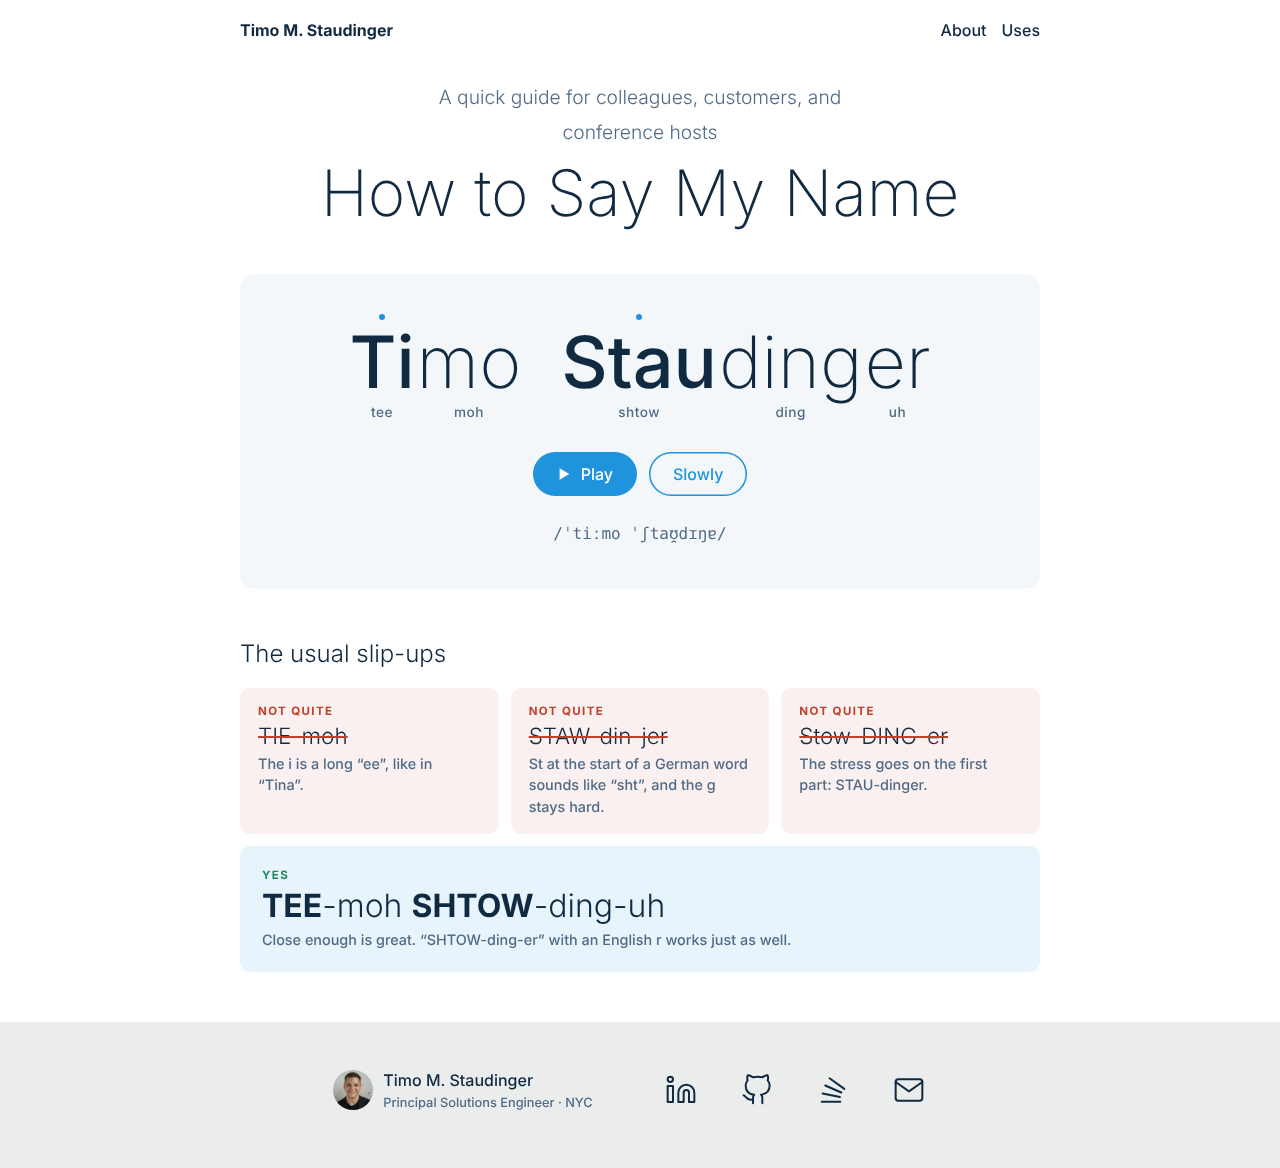 Timo M. Staudinger
About Uses
A quick guide for colleagues, customers, and
conference hosts
How to Say My Name
Timo Staudinger
tee moh shtow ding uh
Play Slowly
/ˈtiːmo ˈʃtaʊ̯dɪŋɐ/
The usual slip-ups
NOT QUITE
TIE-moh
The i is a long “ee”, like in
“Tina”.
NOT QUITE
STAW-din-jer
St at the start of a German word
sounds like “sht”, and the g
stays hard.
NOT QUITE
Stow-DING-er
The stress goes on the first
part: STAU-dinger.
YES
TEE-moh SHTOW-ding-uh
Close enough is great. “SHTOW-ding-er” with an English r works just as well.
Timo M. Staudinger
Principal Solutions Engineer · NYC